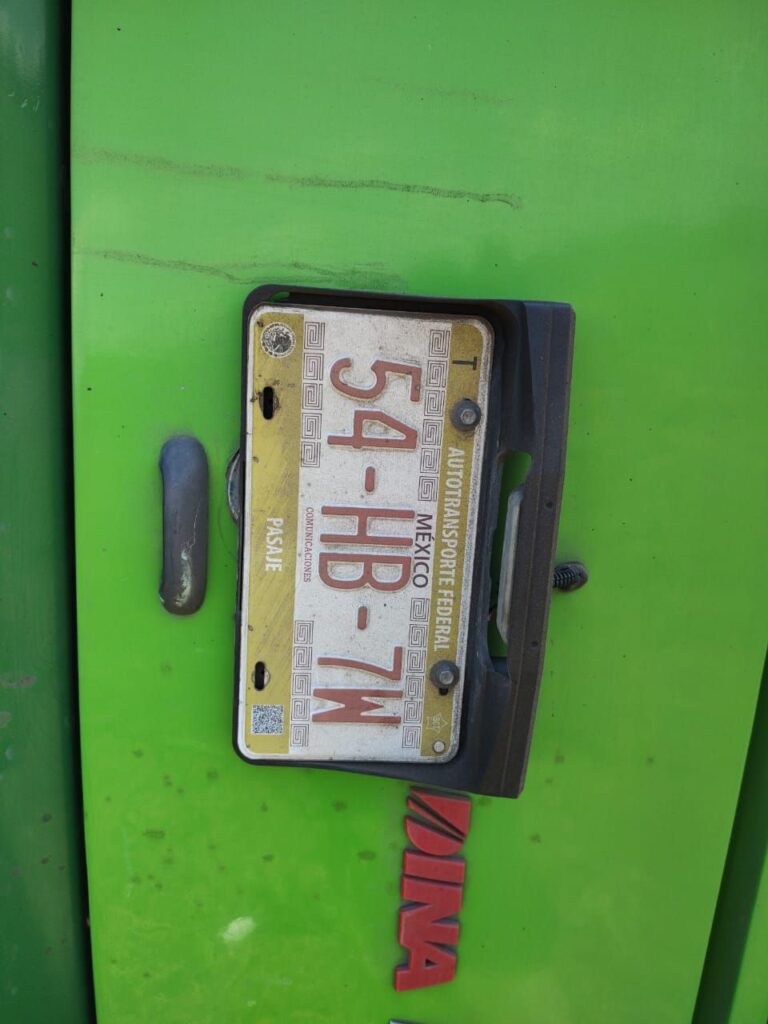 T
AUTOTRANSPORTE FEDERAL
MÉXICO
54-HB-7W
COMUNICACIONES
PASAJE
DINA